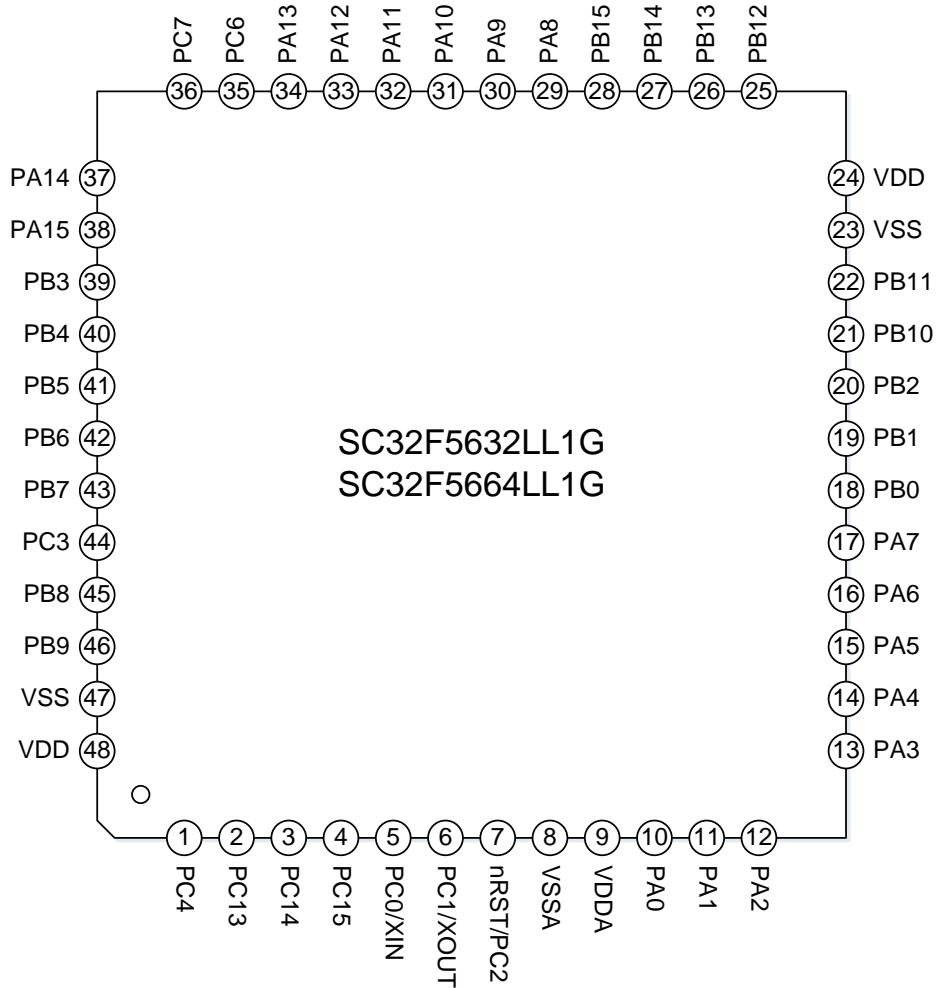 PC7 PC6 PA13 PA12 PA11 PA10 PA9 PA8 PB15 PB14 PB13 PB12
36 35 34 33 32 31 30 29 28 27 26 25
PA14 37 24 VDD
PA15 38 23 VSS
PB3 39 22 PB11
PB4 40 21 PB10
PB5 41 20 PB2
PB6 42 19 PB1
SC32F5632LL1G
SC32F5664LL1G
PB7 43 18 PB0
PC3 44 17 PA7
PB8 45 16 PA6
PB9 46 15 PA5
VSS 47 14 PA4
VDD 48 13 PA3
1 2 3 4 5 6 7 8 9 10 11 12
PC4 PC13 PC14 PC15 PC0/XIN PC1/XOUT nRST/PC2 VSSA VDDA PA0 PA1 PA2